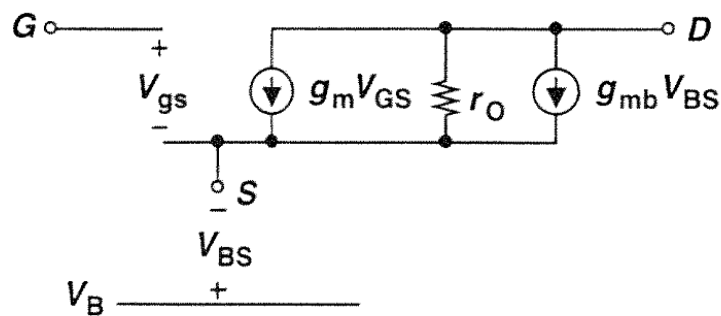 G
D
+
V_gs
−
g_m V_GS
r_O
g_mb V_BS
S
−
V_BS
+
V_B